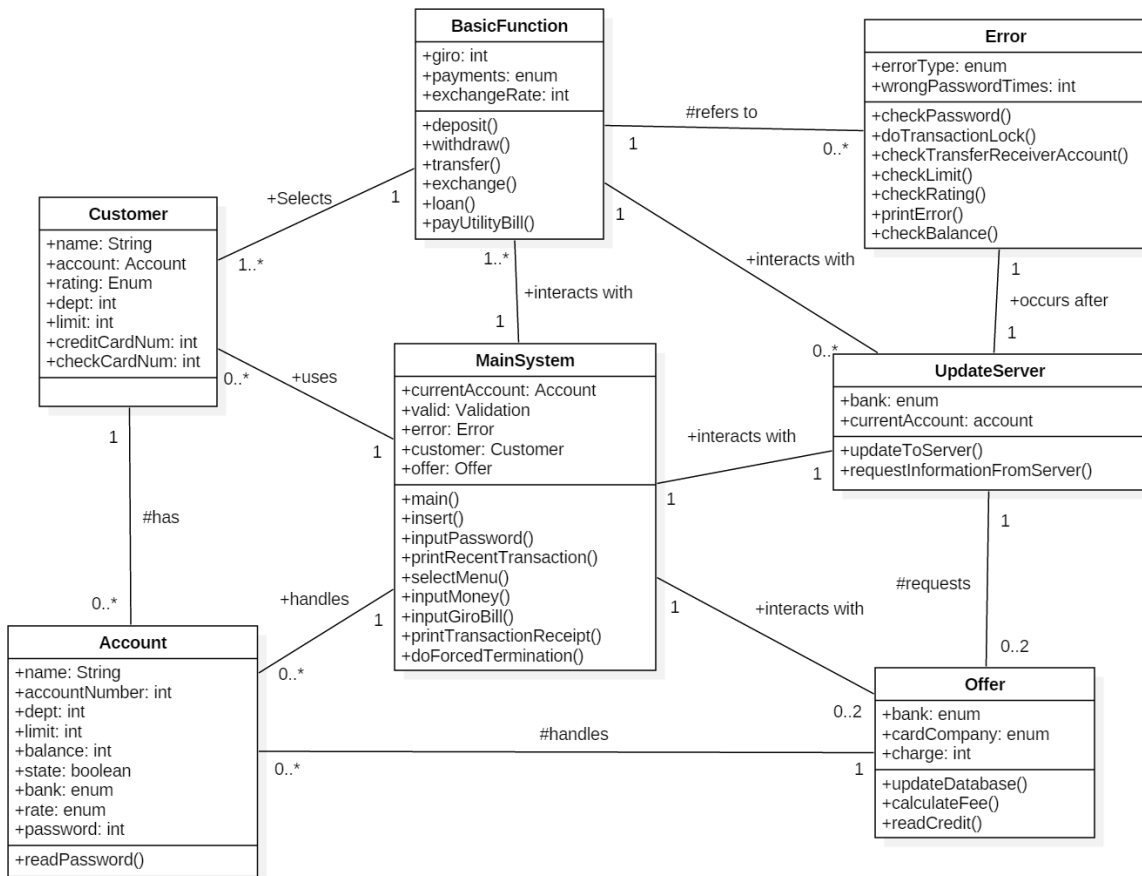 BasicFunction
+giro: int
+payments: enum
+exchangeRate: int
+deposit()
+withdraw()
+transfer()
+exchange()
+loan()
+payUtilityBill()
Error
+errorType: enum
+wrongPasswordTimes: int
+checkPassword()
+doTransactionLock()
+checkTransferReceiverAccount()
+checkLimit()
+checkRating()
+printError()
+checkBalance()
#refers to
1
0..*
+Selects
1
1..*
Customer
+name: String
+account: Account
+rating: Enum
+dept: int
+limit: int
+creditCardNum: int
+checkCardNum: int
1..*
+interacts with
1
1
+interacts with
0..*
1
+occurs after
1
0..*
+uses
1
MainSystem
+currentAccount: Account
+valid: Validation
+error: Error
+customer: Customer
+offer: Offer
+main()
+insert()
+inputPassword()
+printRecentTransaction()
+selectMenu()
+inputMoney()
+inputGiroBill()
+printTransactionReceipt()
+doForcedTermination()
UpdateServer
+bank: enum
+currentAccount: account
+updateToServer()
+requestInformationFromServer()
+interacts with
1
1
1
#has
0..*
+handles
1
0..*
1
+interacts with
0..2
1
#requests
0..2
Account
+name: String
+accountNumber: int
+dept: int
+limit: int
+balance: int
+state: boolean
+bank: enum
+rate: enum
+password: int
+readPassword()
#handles
0..*
1
Offer
+bank: enum
+cardCompany: enum
+charge: int
+updateDatabase()
+calculateFee()
+readCredit()